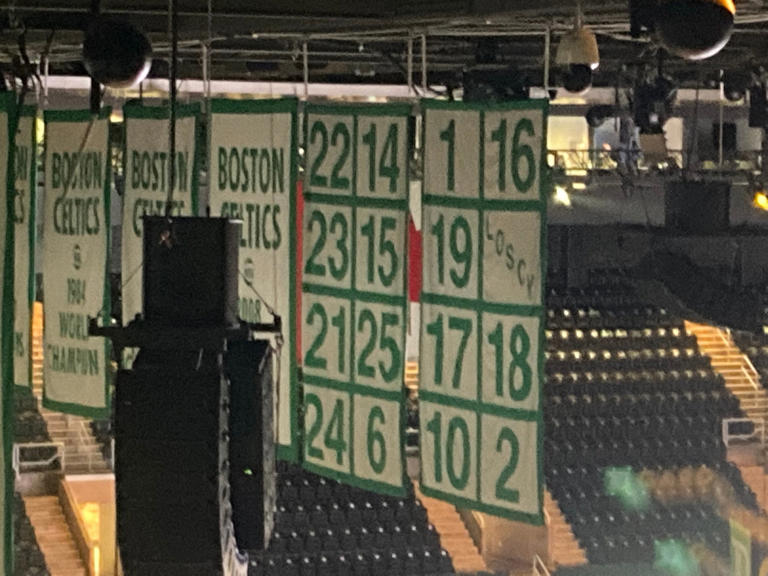 BOSTON
CELTICS
1984
WORLD
CHAMPION
BOSTON
BOSTON
CELTICS
2008
22 14
23 15
21 25
24 6
1 16
19 LOSCY
17 18
10 2